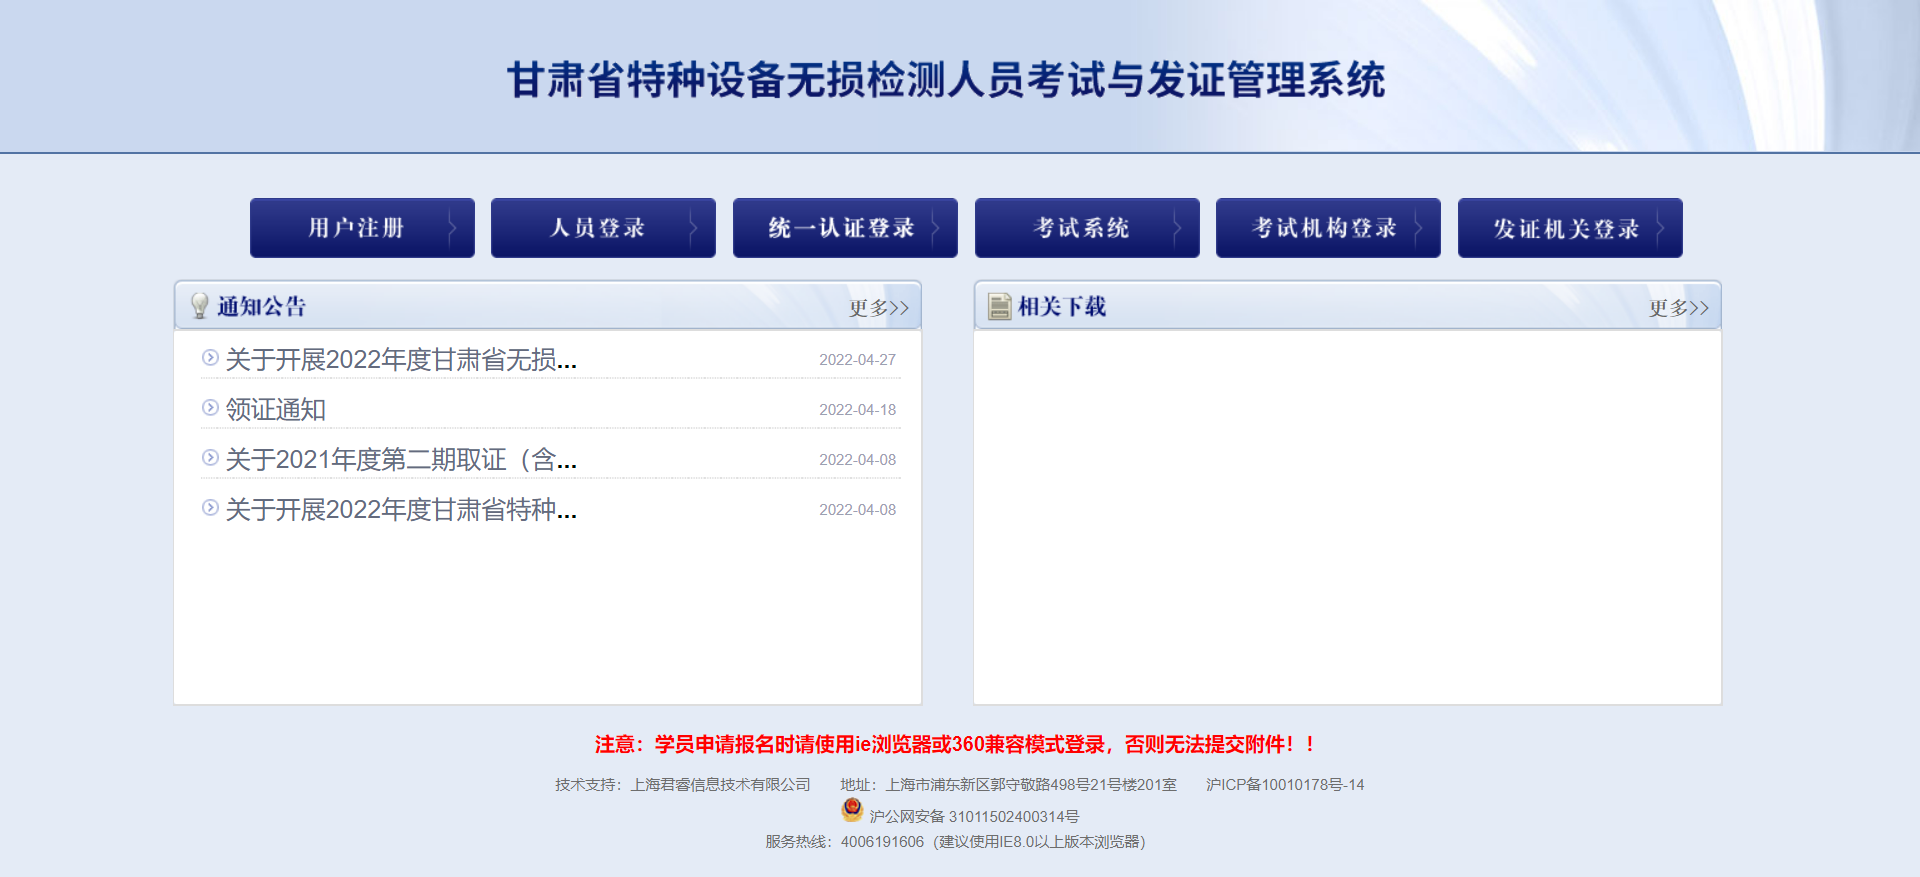 甘肃省特种设备无损检测人员考试与发证管理系统
用户注册 人员登录 统一认证登录 考试系统 考试机构登录 发证机关登录
通知公告 更多>>
关于开展2022年度甘肃省无损... 2022-04-27
领证通知 2022-04-18
关于2021年度第二期取证（含... 2022-04-08
关于开展2022年度甘肃省特种... 2022-04-08
相关下载 更多>>
注意：学员申请报名时请使用ie浏览器或360兼容模式登录，否则无法提交附件！！
技术支持：上海君睿信息技术有限公司 地址：上海市浦东新区郭守敬路498号21号楼201室 沪ICP备10010178号-14
沪公网安备 31011502400314号
服务热线：4006191606（建议使用IE8.0以上版本浏览器）